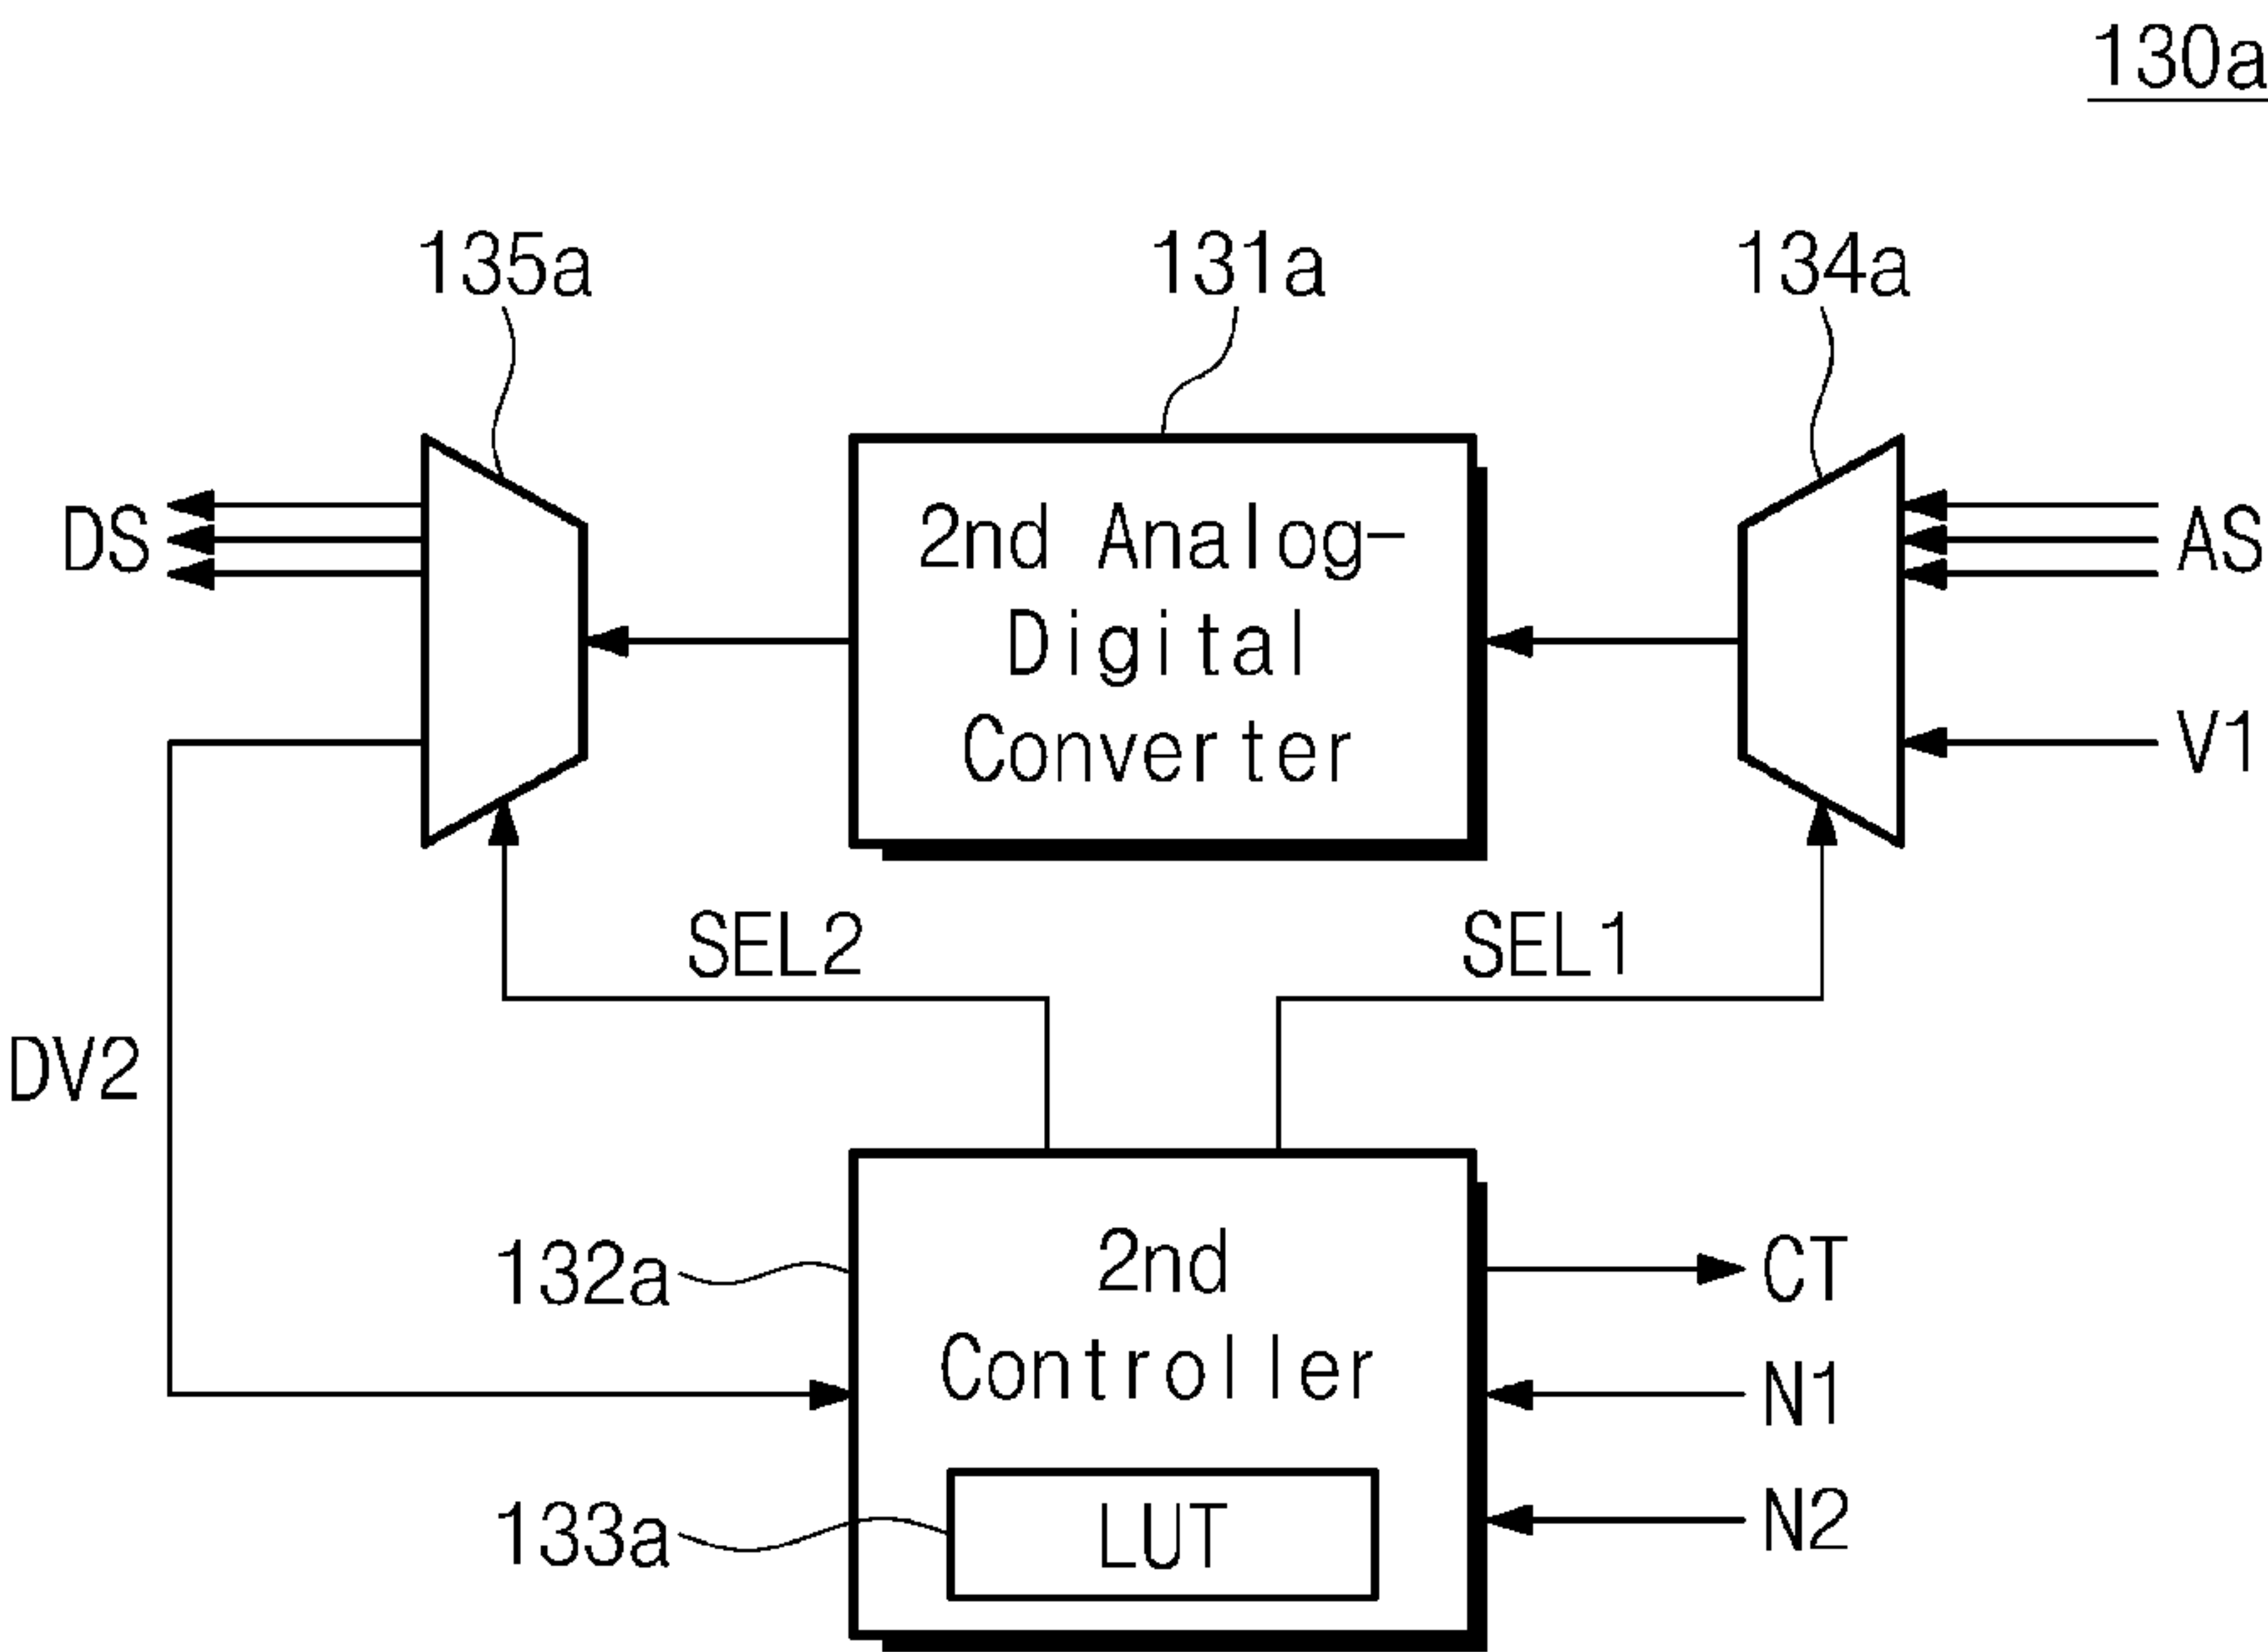 130a
135a
131a
134a
DS
2nd Analog-
Digital
Converter
AS
V1
SEL2
SEL1
DV2
132a
2nd
Controller
CT
N1
133a
LUT
N2